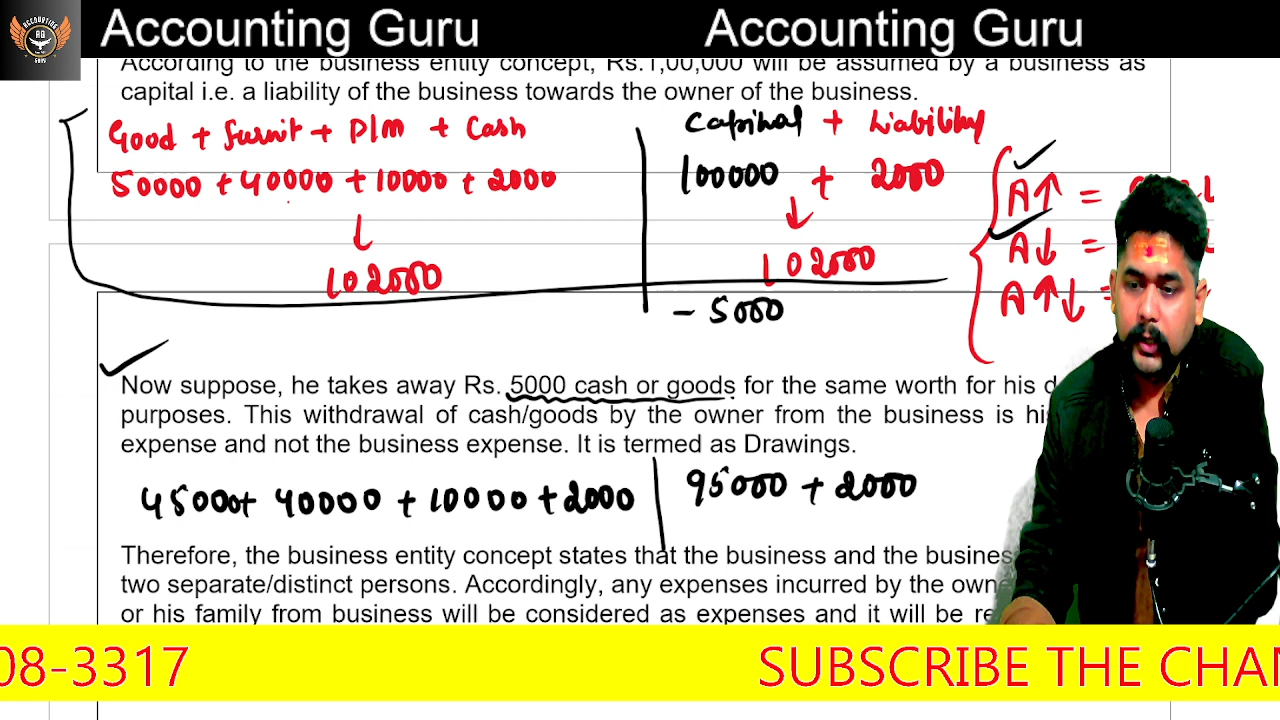 Accounting Guru Accounting Guru
According to the business entity concept, Rs.1,00,000 will be assumed by a business as
capital i.e. a liability of the business towards the owner of the business.
Good + Furnit + P/M + Cash
Capital + Liability
50000 + 40000 + 10000 + 2000
100000 + 2000
A↑ =
↓
↓
A↓ =
102000
102000
A↑↓ =
- 5000
Now suppose, he takes away Rs. 5000 cash or goods for the same worth for his
purposes. This withdrawal of cash/goods by the owner from the business is
expense and not the business expense. It is termed as Drawings.
45000+ 40000 + 10000 + 2000
95000 + 2000
Therefore, the business entity concept states that the business and the
two separate/distinct persons. Accordingly, any expenses incurred by the
or his family from business will be considered as expenses and it will be
08-3317 SUBSCRIBE THE